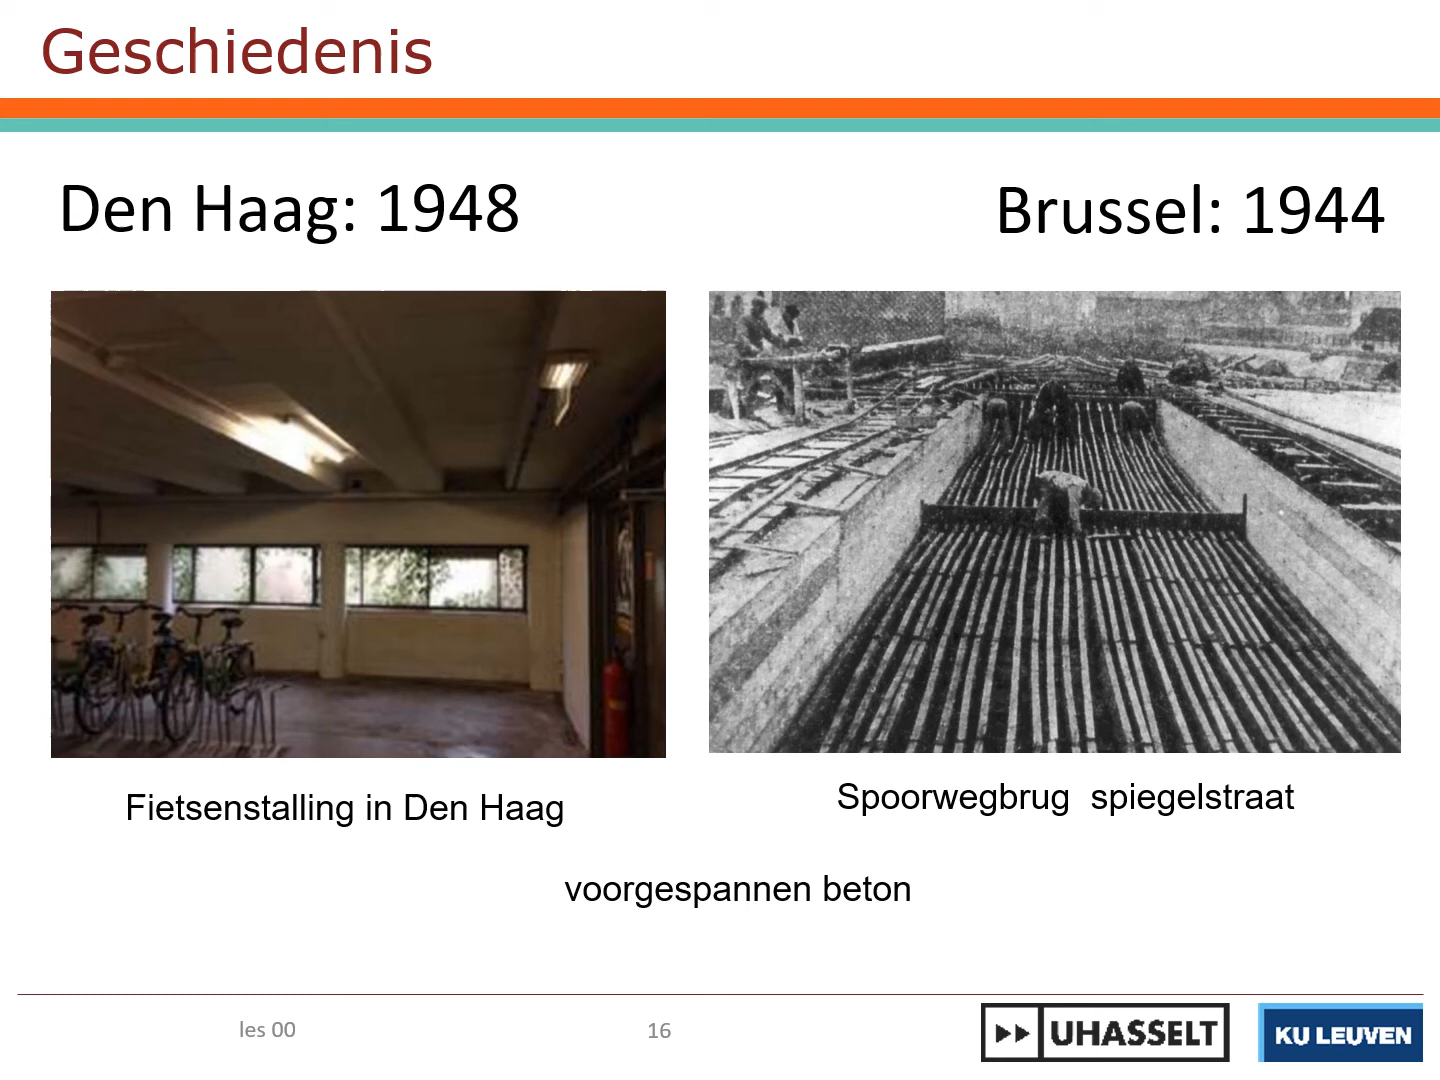 Geschiedenis
Den Haag: 1948
Brussel: 1944
Fietsenstalling in Den Haag
Spoorwegbrug spiegelstraat
voorgespannen beton
les 00
16
UHASSELT
KU LEUVEN